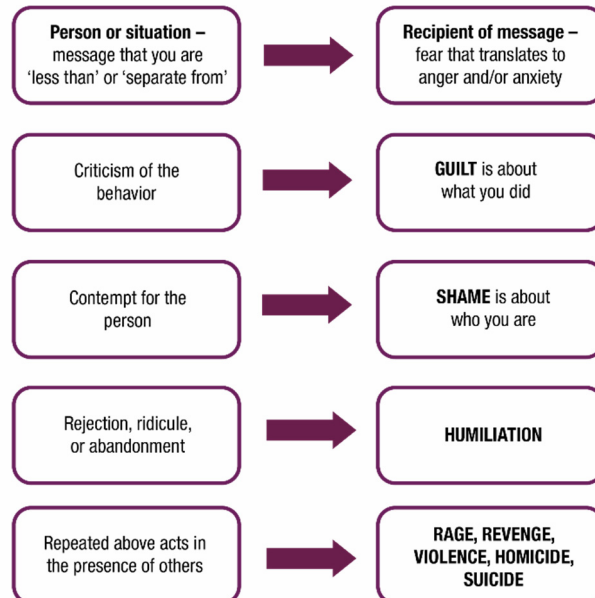 Person or situation –
message that you are
‘less than’ or ‘separate from’
Recipient of message –
fear that translates to
anger and/or anxiety
Criticism of the
behavior
GUILT is about
what you did
Contempt for the
person
SHAME is about
who you are
Rejection, ridicule,
or abandonment
HUMILIATION
Repeated above acts in
the presence of others
RAGE, REVENGE,
VIOLENCE, HOMICIDE,
SUICIDE